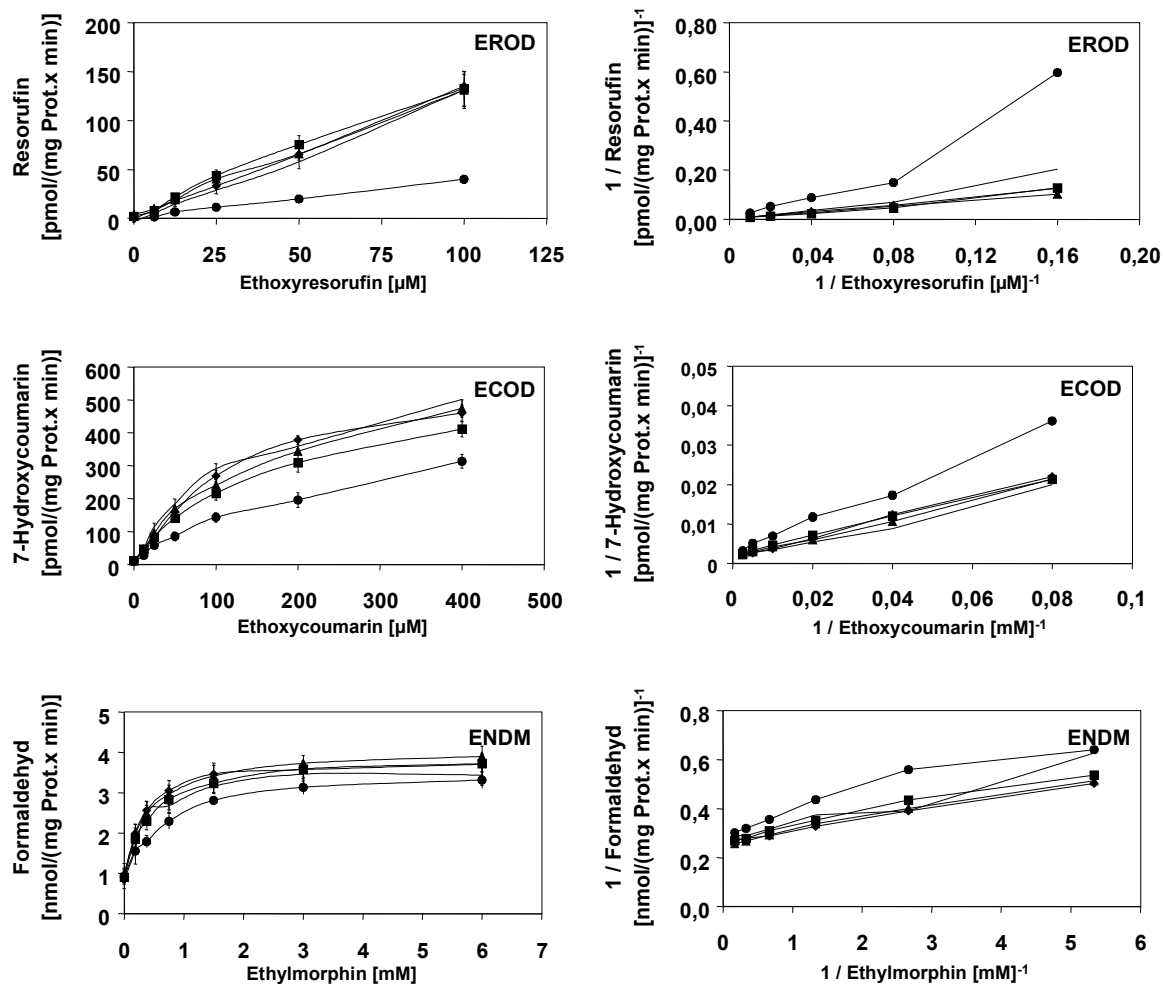 Resorufin
[pmol/(mg Prot.x min)]
200
150
100
50
0
EROD
0 25 50 75 100 125
Ethoxyresorufin [µM]
1 / Resorufin
[pmol/(mg Prot.x min)]-1
0,80
0,60
0,40
0,20
0,00
EROD
0 0,04 0,08 0,12 0,16 0,20
1 / Ethoxyresorufin [µM]-1
7-Hydroxycoumarin
[pmol/(mg Prot.x min)]
600
500
400
300
200
100
0
ECOD
0 100 200 300 400 500
Ethoxycoumarin [µM]
1 / 7-Hydroxycoumarin
[pmol/(mg Prot.x min)]-1
0,05
0,04
0,03
0,02
0,01
0
ECOD
0 0,02 0,04 0,06 0,08 0,1
1 / Ethoxycoumarin [mM]-1
Formaldehyd
[nmol/(mg Prot.x min)]
5
4
3
2
1
0
ENDM
0 1 2 3 4 5 6 7
Ethylmorphin [mM]
1 / Formaldehyd
[nmol/(mg Prot.x min)]-1
0,8
0,6
0,4
0,2
0,0
ENDM
0 1 2 3 4 5 6
1 / Ethylmorphin [mM]-1